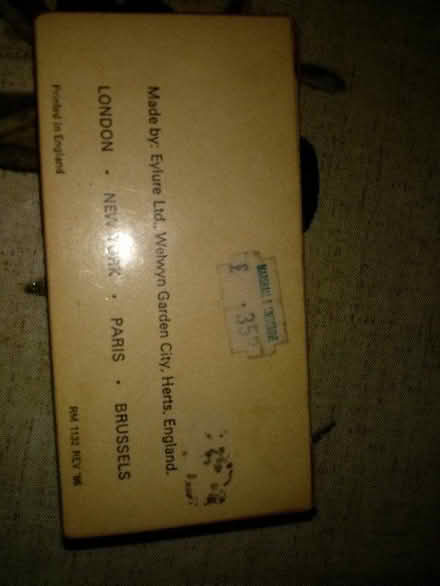 £ .35
Made by: Eylure Ltd., Welwyn Garden City, Herts. England.
LONDON · NEW YORK · PARIS · BRUSSELS
Printed in England
RM 1132 REV